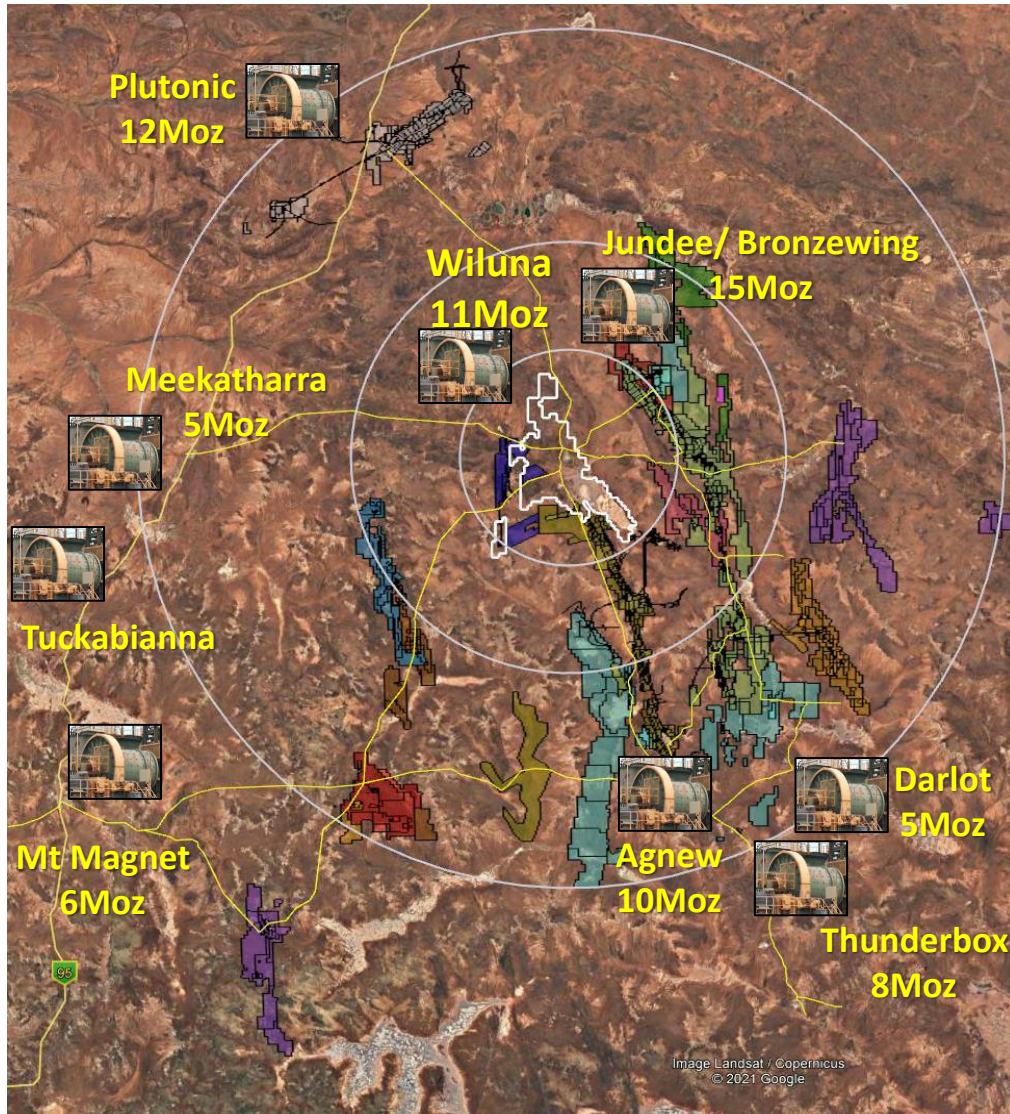 Plutonic
12Moz
Jundee/ Bronzewing
15Moz
Wiluna
11Moz
Meekatharra
5Moz
Tuckabianna
Darlot
5Moz
Mt Magnet
6Moz
Agnew
10Moz
Thunderbox
8Moz
95
Image Landsat / Copernicus
© 2021 Google